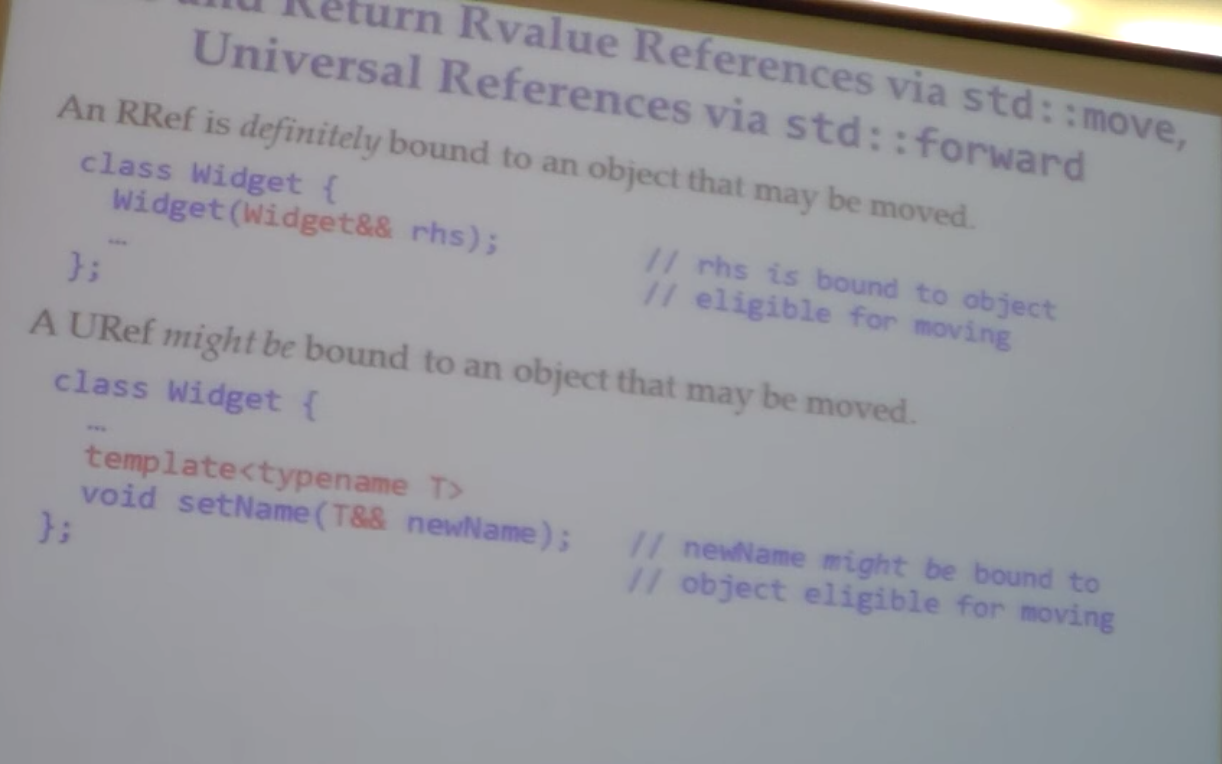 and Return Rvalue References via std::move,
Universal References via std::forward
An RRef is definitely bound to an object that may be moved.
class Widget {
Widget(Widget&& rhs); // rhs is bound to object
… // eligible for moving
};
A URef might be bound to an object that may be moved.
class Widget {
…
template<typename T>
void setName(T&& newName); // newName might be bound to
}; // object eligible for moving